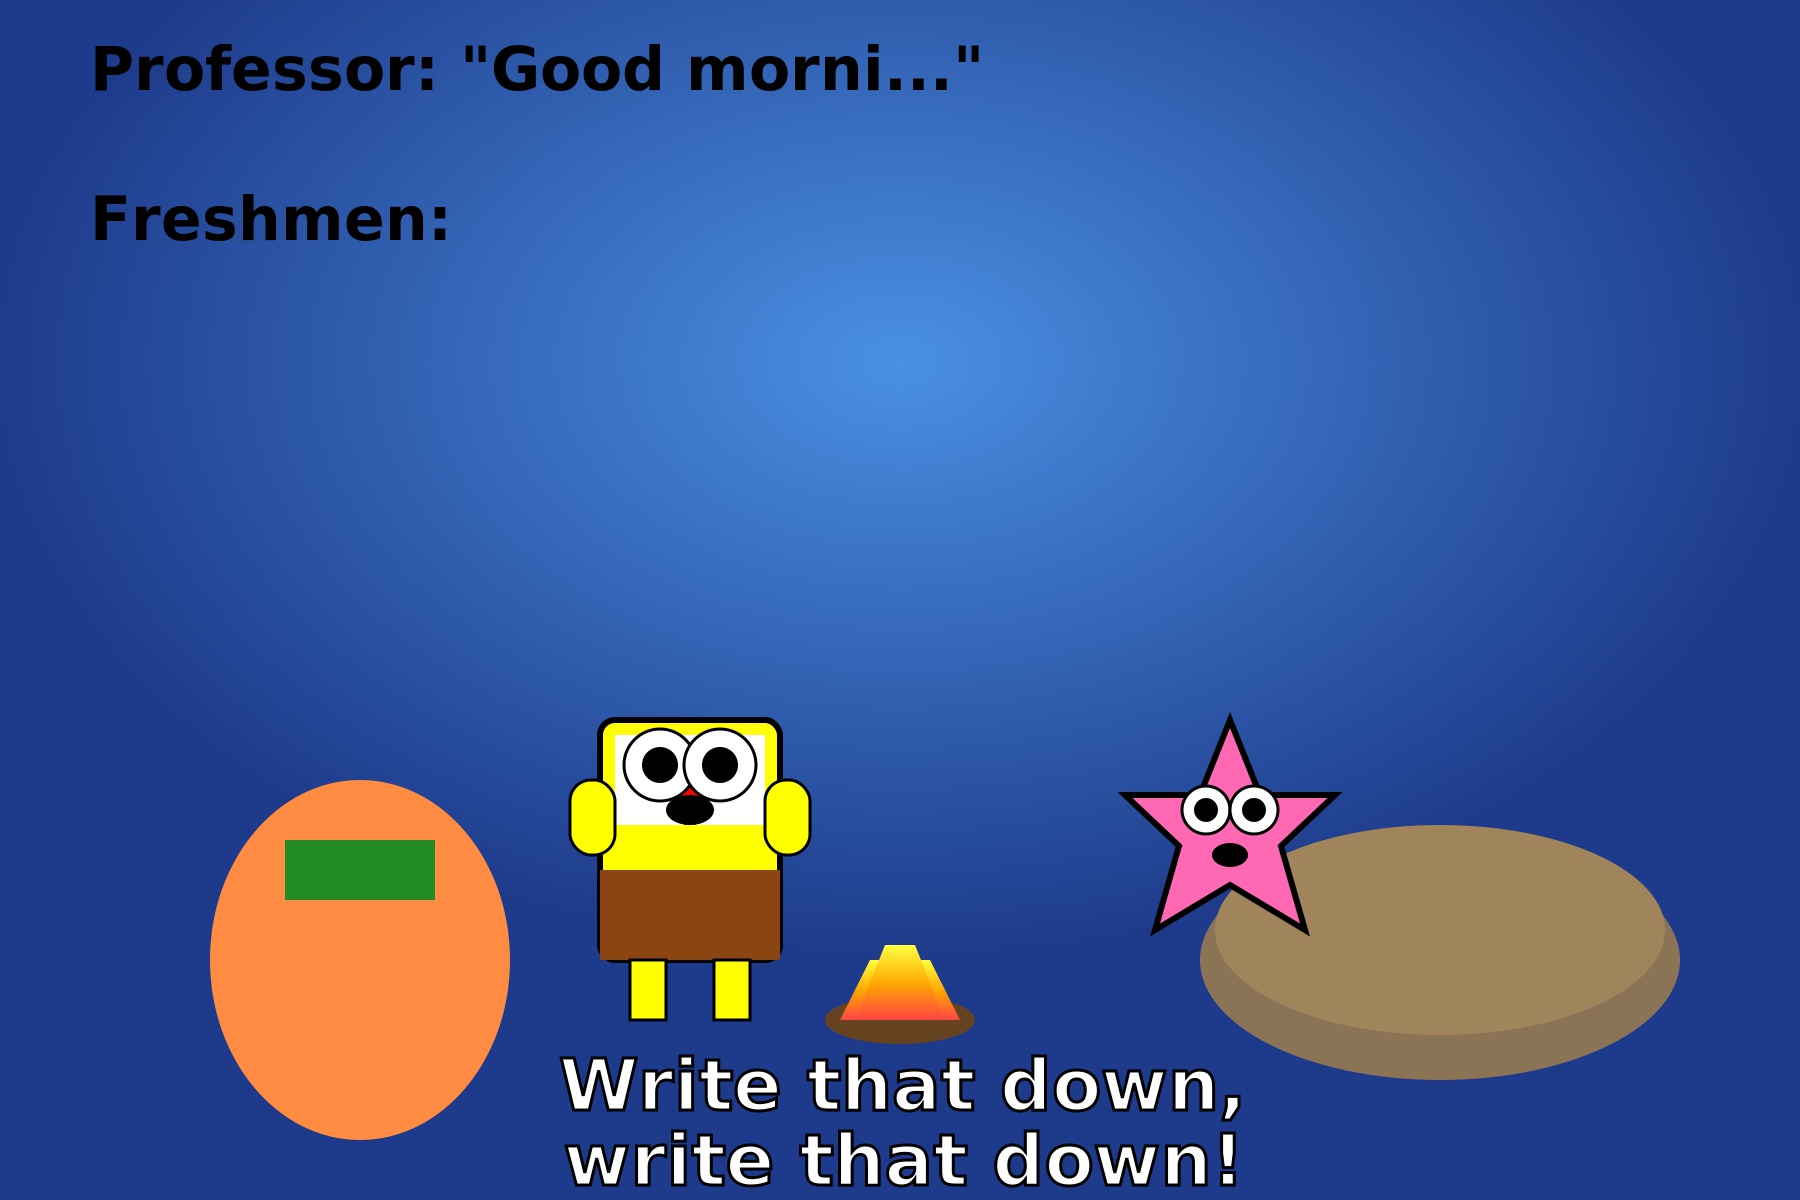 Professor: "Good morni..."
Freshmen:
Write that down,
write that down!